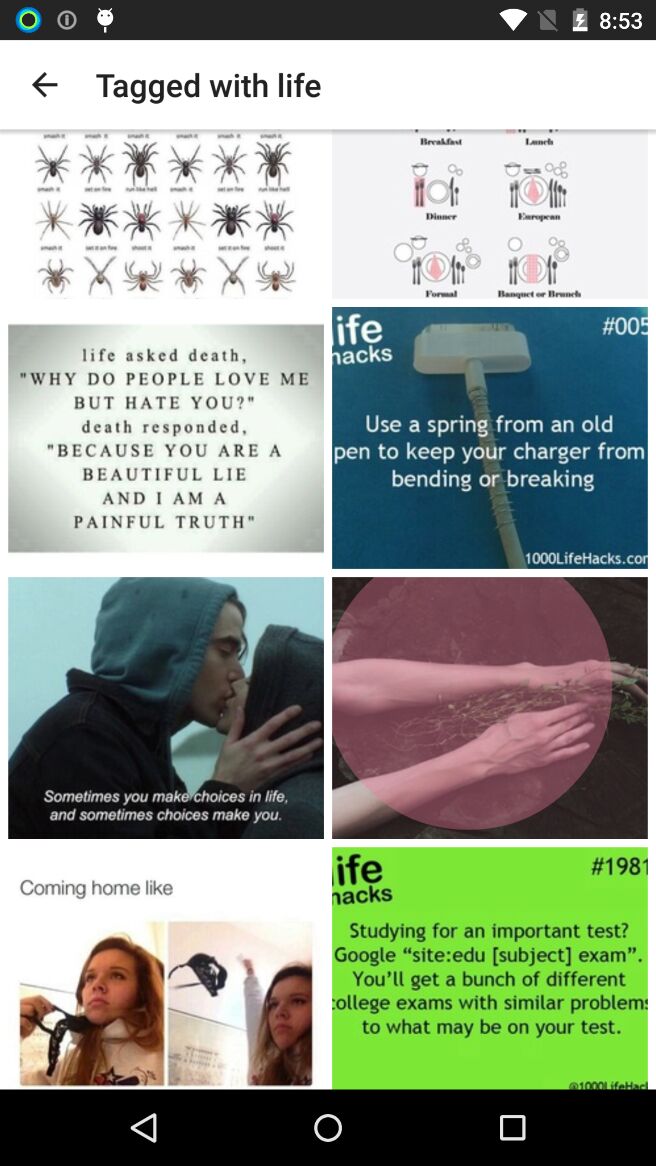 8:53
Tagged with life
smash it smash it smash it smash it
Breakfast Lunch
smash it set on fire run like hell smash it set on fire run like hell
Dinner European
smash it set it on fire shoot it smash it set it on fire shoot it
Formal Banquet or Brunch
life asked death,
"WHY DO PEOPLE LOVE ME
BUT HATE YOU?"
death responded,
"BECAUSE YOU ARE A
BEAUTIFUL LIE
AND I AM A
PAINFUL TRUTH"
ife #005
hacks
Use a spring from an old
pen to keep your charger from
bending or breaking
1000LifeHacks.cor
Sometimes you make choices in life,
and sometimes choices make you.
Coming home like
ife #1981
hacks
Studying for an important test?
Google “site:edu [subject] exam”.
You’ll get a bunch of different
college exams with similar problems
to what may be on your test.
@1000LifeHacl